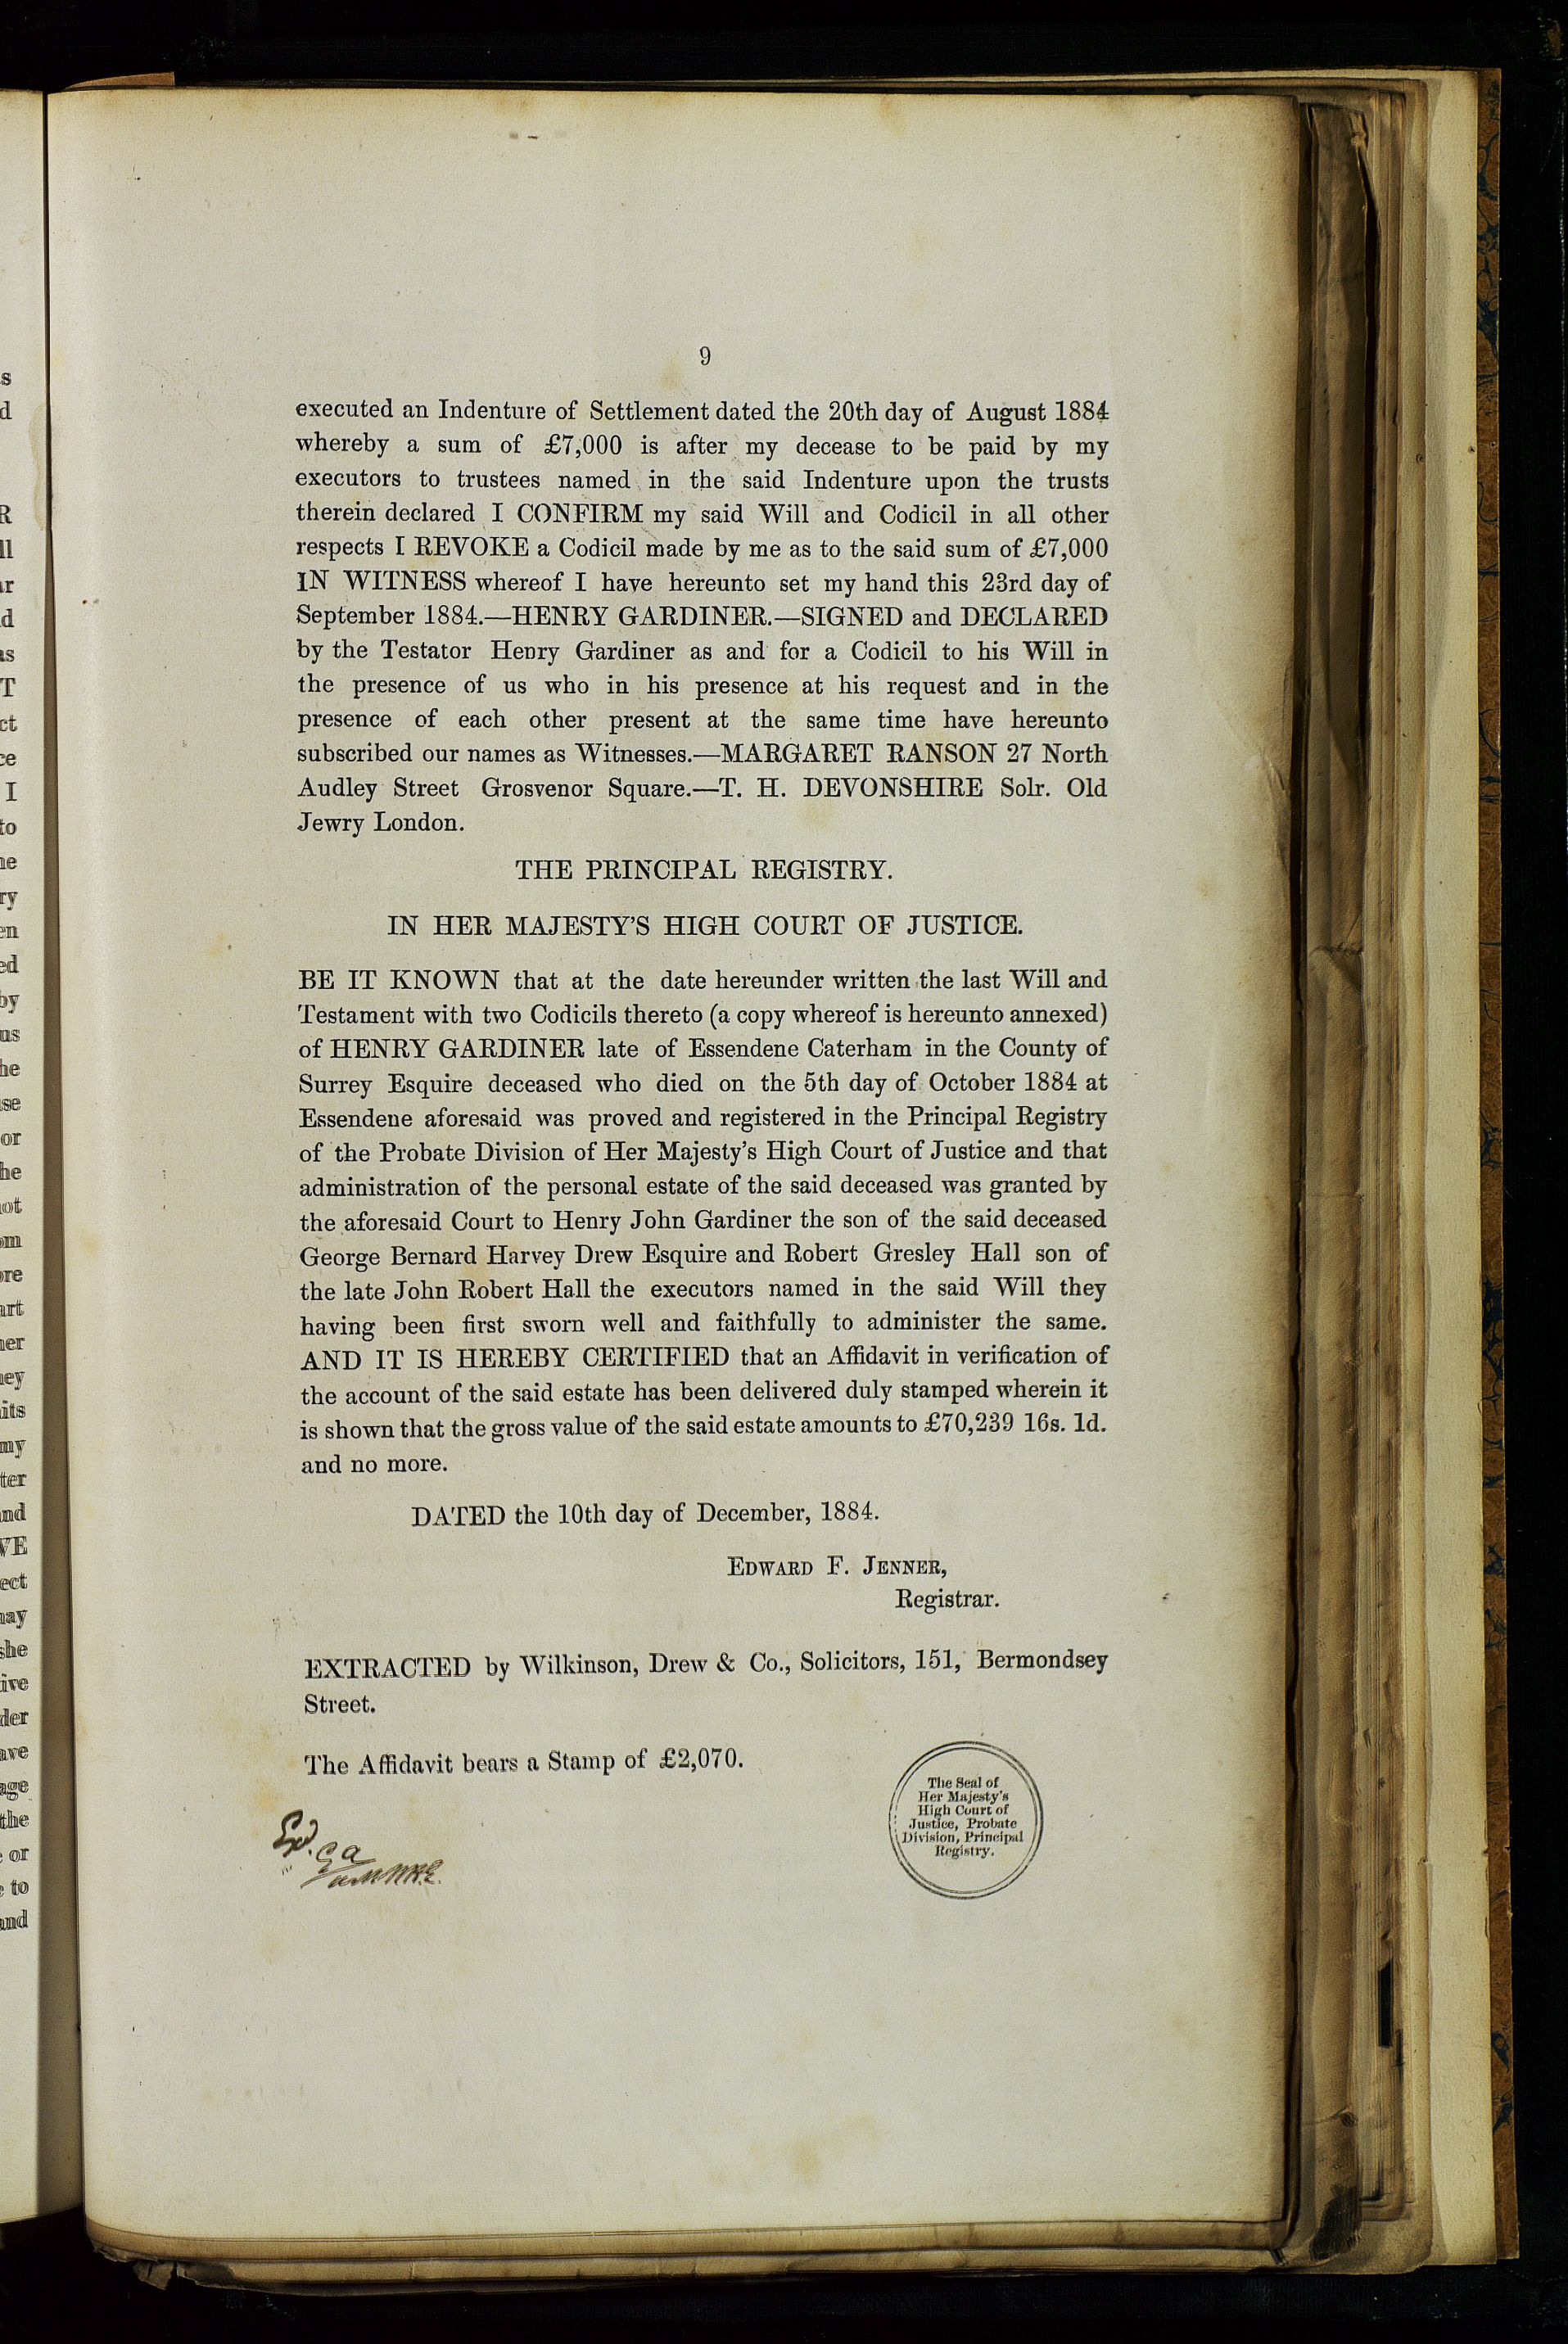 9
executed an Indenture of Settlement dated the 20th day of August 1884
whereby a sum of £7,000 is after my decease to be paid by my
executors to trustees named in the said Indenture upon the trusts
therein declared I CONFIRM my said Will and Codicil in all other
respects I REVOKE a Codicil made by me as to the said sum of £7,000
IN WITNESS whereof I have hereunto set my hand this 23rd day of
September 1884.—HENRY GARDINER.—SIGNED and DECLARED
by the Testator Henry Gardiner as and for a Codicil to his Will in
the presence of us who in his presence at his request and in the
presence of each other present at the same time have hereunto
subscribed our names as Witnesses.—MARGARET RANSON 27 North
Audley Street Grosvenor Square.—T. H. DEVONSHIRE Solr. Old
Jewry London.
THE PRINCIPAL REGISTRY.
IN HER MAJESTY'S HIGH COURT OF JUSTICE.
BE IT KNOWN that at the date hereunder written the last Will and
Testament with two Codicils thereto (a copy whereof is hereunto annexed)
of HENRY GARDINER late of Essendene Caterham in the County of
Surrey Esquire deceased who died on the 5th day of October 1884 at
Essendene aforesaid was proved and registered in the Principal Registry
of the Probate Division of Her Majesty's High Court of Justice and that
administration of the personal estate of the said deceased was granted by
the aforesaid Court to Henry John Gardiner the son of the said deceased
George Bernard Harvey Drew Esquire and Robert Gresley Hall son of
the late John Robert Hall the executors named in the said Will they
having been first sworn well and faithfully to administer the same.
AND IT IS HEREBY CERTIFIED that an Affidavit in verification of
the account of the said estate has been delivered duly stamped wherein it
is shown that the gross value of the said estate amounts to £70,239 16s. 1d.
and no more.
DATED the 10th day of December, 1884.
EDWARD F. JENNER,
Registrar.
EXTRACTED by Wilkinson, Drew & Co., Solicitors, 151, Bermondsey
Street.
The Affidavit bears a Stamp of £2,070.
The Seal of
Her Majesty's
High Court of
Justice, Probate
Division, Principal
Registry.